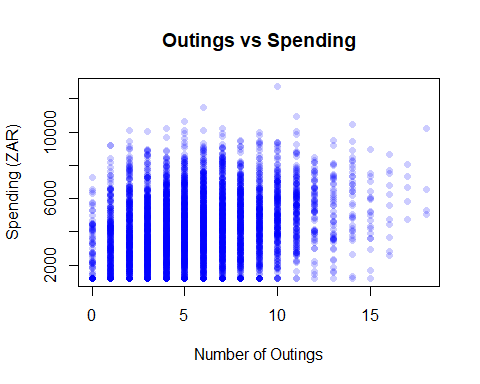 Outings vs Spending
Spending (ZAR)
10000
6000
2000
0 5 10 15
Number of Outings